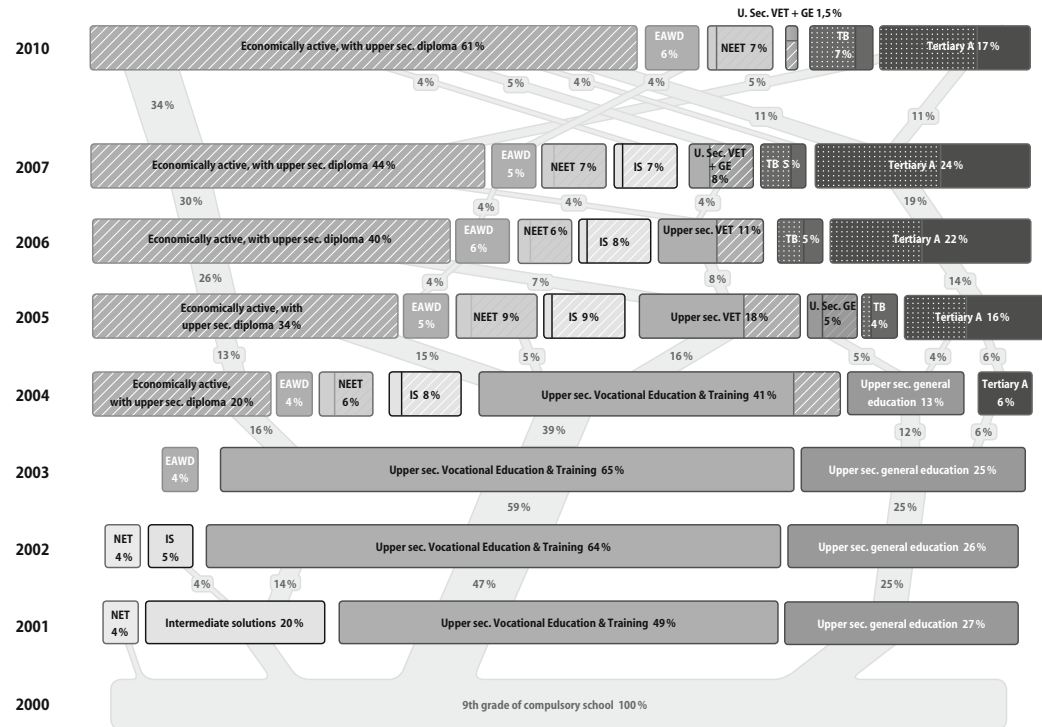 U. Sec. VET + GE 1,5 %
2010
Economically active, with upper sec. diploma 61 %
EAWD
6 %
NEET 7 %
TB
7 %
Tertiary A 17 %
34 %
4 %
5 %
4 %
4 %
5 %
11 %
11 %
2007
Economically active, with upper sec. diploma 44 %
EAWD
5 %
NEET 7 %
IS 7 %
U. Sec. VET
+ GE
8 %
TB 5 %
Tertiary A 24 %
30 %
4 %
4 %
4 %
19 %
2006
Economically active, with upper sec. diploma 40 %
EAWD
6 %
NEET 6 %
IS 8 %
Upper sec. VET 11 %
TB 5 %
Tertiary A 22 %
26 %
4 %
7 %
8 %
14 %
2005
Economically active, with
upper sec. diploma 34 %
EAWD
5 %
NEET 9 %
IS 9 %
Upper sec. VET 18 %
U. Sec. GE
5 %
TB
4 %
Tertiary A 16 %
13 %
15 %
5 %
16 %
5 %
4 %
6 %
2004
Economically active,
with upper sec. diploma 20 %
EAWD
4 %
NEET
6 %
IS 8 %
Upper sec. Vocational Education & Training 41 %
Upper sec. general
education 13 %
Tertiary A
6 %
16 %
39 %
12 %
6 %
2003
EAWD
4 %
Upper sec. Vocational Education & Training 65 %
Upper sec. general education 25 %
59 %
25 %
2002
NET
4 %
IS
5 %
Upper sec. Vocational Education & Training 64 %
Upper sec. general education 26 %
4 %
14 %
47 %
25 %
2001
NET
4 %
Intermediate solutions 20 %
Upper sec. Vocational Education & Training 49 %
Upper sec. general education 27 %
2000
9th grade of compulsory school 100 %